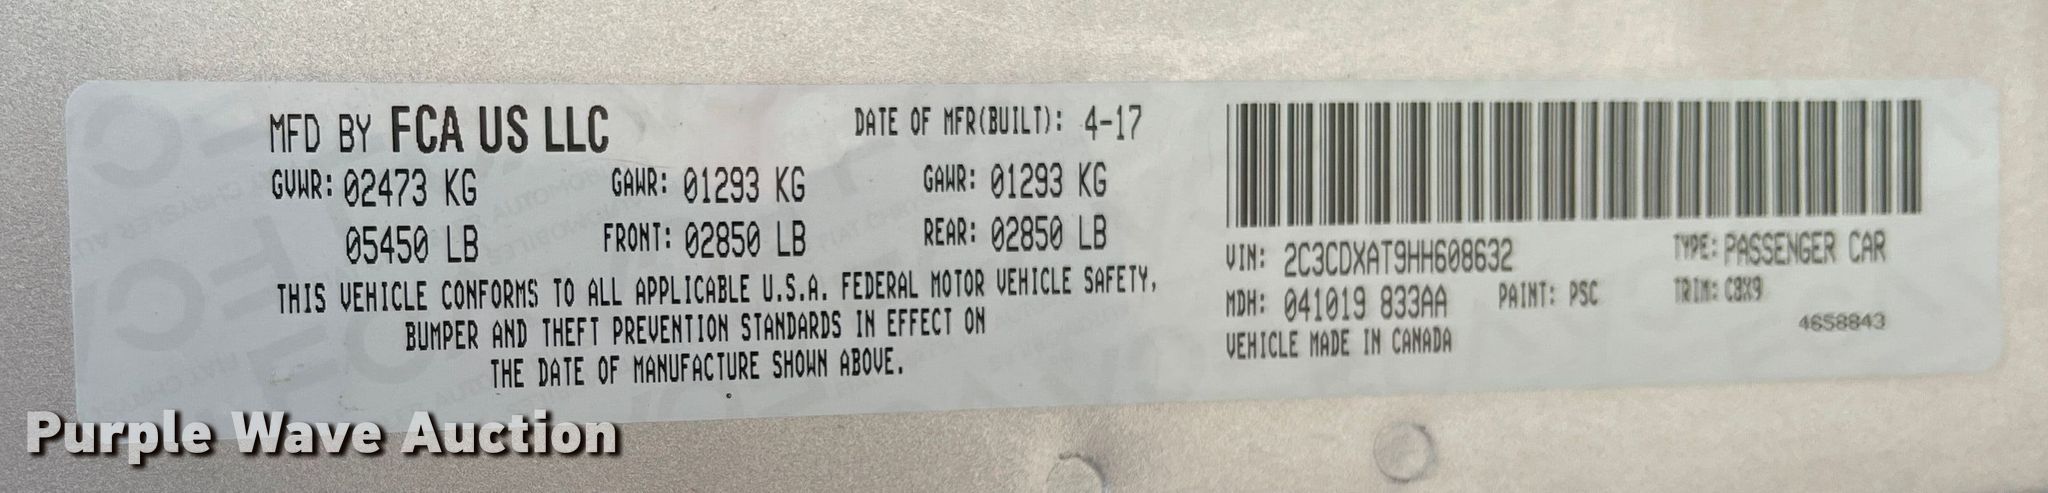 MFD BY FCA US LLC DATE OF MFR(BUILT): 4-17
GVWR: 02473 KG GAWR: 01293 KG GAWR: 01293 KG
05450 LB FRONT: 02850 LB REAR: 02850 LB
THIS VEHICLE CONFORMS TO ALL APPLICABLE U.S.A. FEDERAL MOTOR VEHICLE SAFETY,
BUMPER AND THEFT PREVENTION STANDARDS IN EFFECT ON
THE DATE OF MANUFACTURE SHOWN ABOVE.
VIN: 2C3CDXAT9HH608632 TYPE: PASSENGER CAR
MDH: 041019 833AA PAINT: PSC TRIM: C8X9
VEHICLE MADE IN CANADA 4658843
Purple Wave Auction